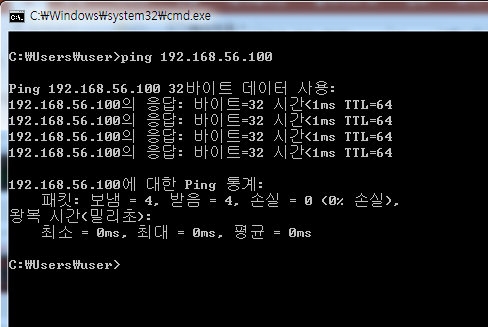 C:₩Windows₩system32₩cmd.exe
C:₩Users₩user>ping 192.168.56.100
Ping 192.168.56.100 32바이트 데이터 사용:
192.168.56.100의 응답: 바이트=32 시간<1ms TTL=64
192.168.56.100의 응답: 바이트=32 시간<1ms TTL=64
192.168.56.100의 응답: 바이트=32 시간<1ms TTL=64
192.168.56.100의 응답: 바이트=32 시간<1ms TTL=64
192.168.56.100에 대한 Ping 통계:
패킷: 보냄 = 4, 받음 = 4, 손실 = 0 (0% 손실),
왕복 시간(밀리초):
최소 = 0ms, 최대 = 0ms, 평균 = 0ms
C:₩Users₩user>